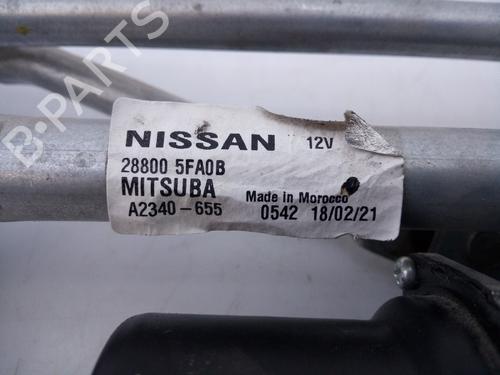 B-PARTS
NISSAN 12V
28800 5FA0B
MITSUBA Made in Morocco
A2340-655 0542 18/02/21